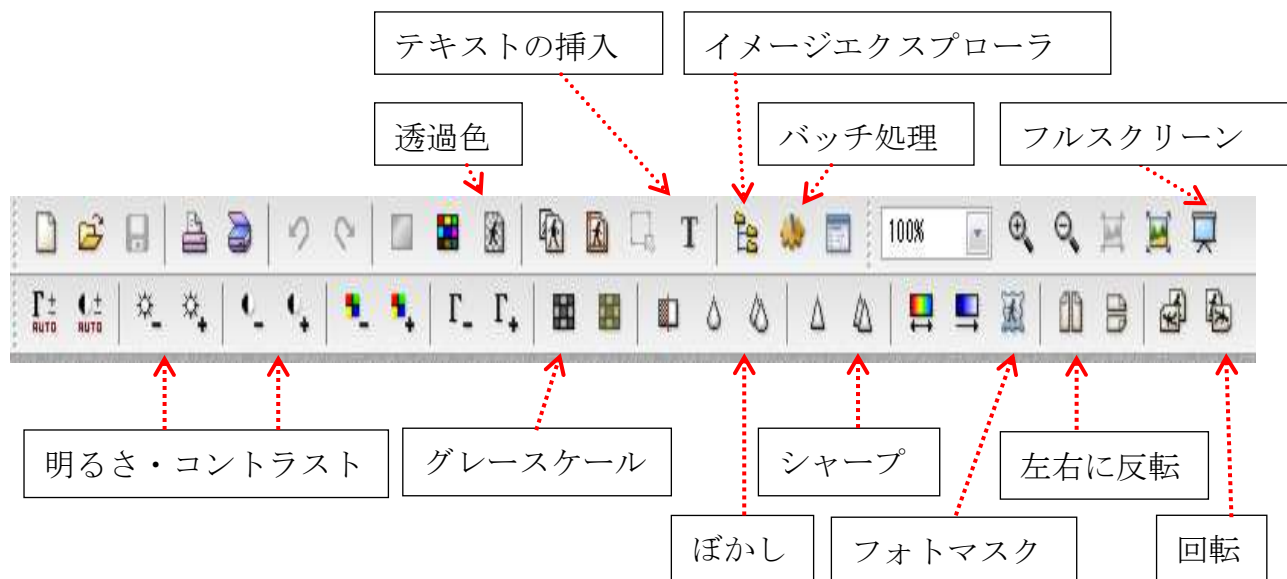 テキストの挿入
イメージエクスプローラ
透過色
バッチ処理
フルスクリーン
T
100%
Γ± AUTO
± AUTO
Γ- Γ+
明るさ・コントラスト
グレースケール
シャープ
左右に反転
ぼかし
フォトマスク
回転